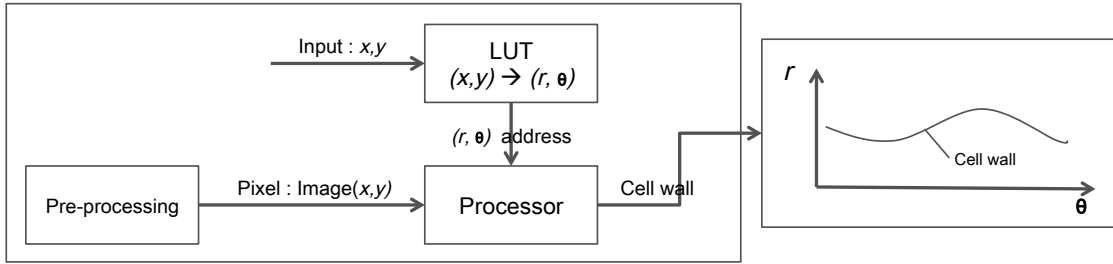 Input : x,y
LUT
(x,y) → (r, θ)
(r, θ) address
Pre-processing
Pixel : Image(x,y)
Processor
Cell wall
r
Cell wall
θ